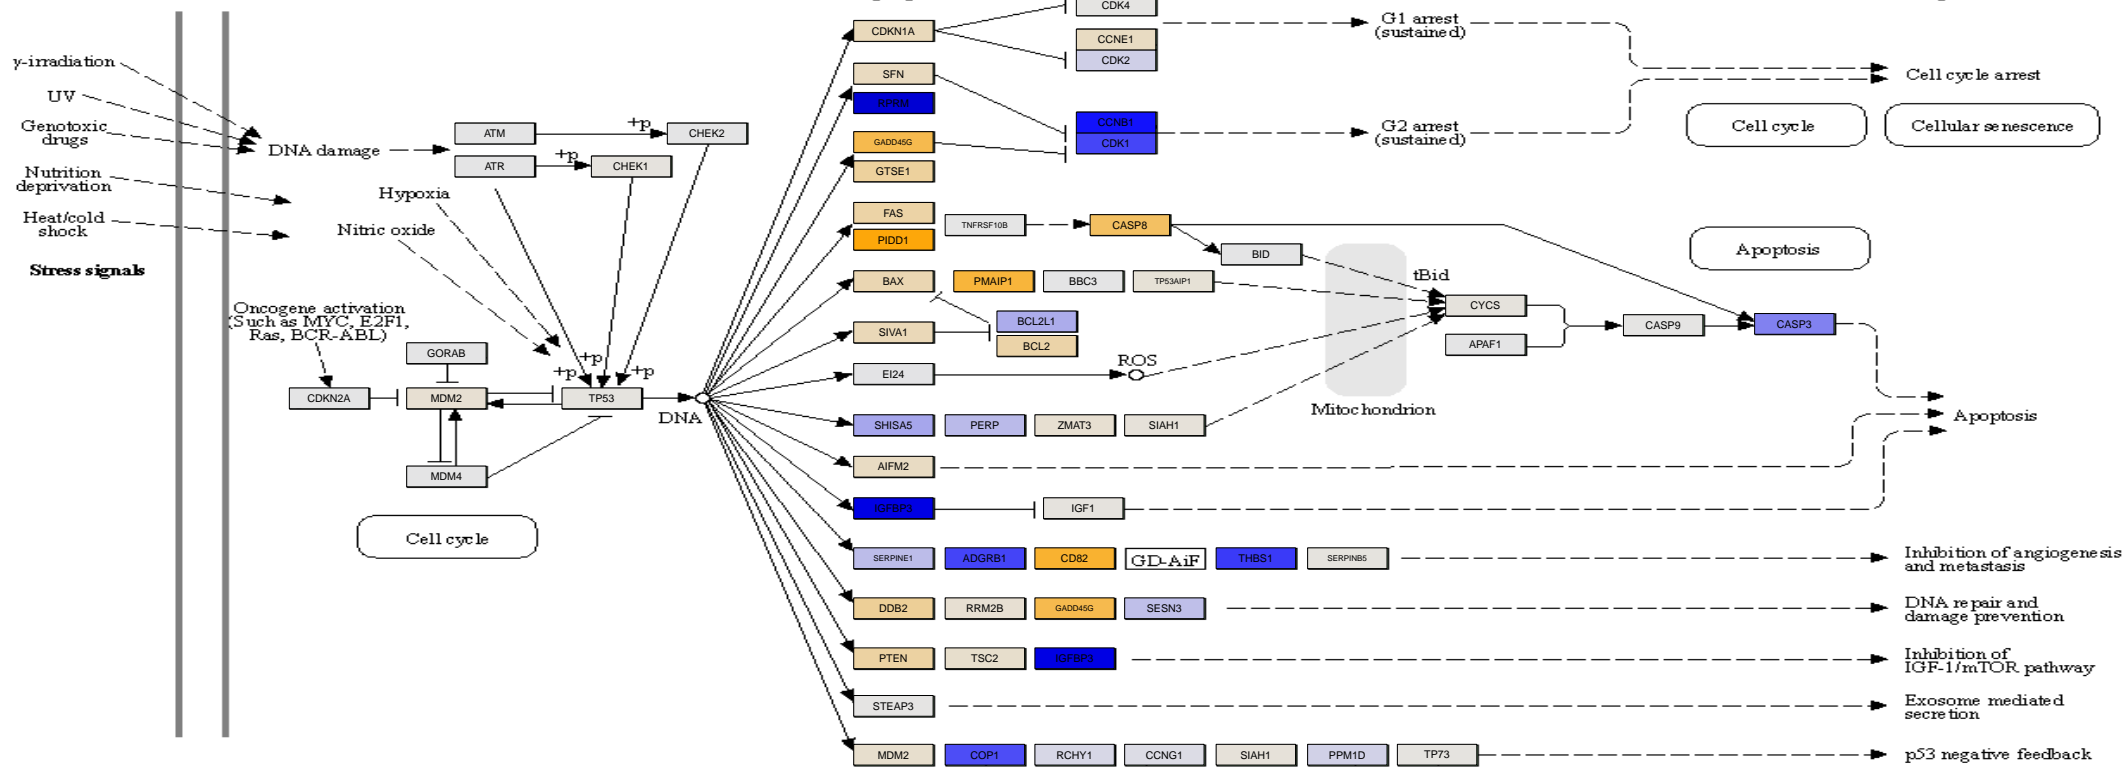 CDK4
CDKN1A
G1 arrest
(sustained)
CCNE1
CDK2
γ-irradiation
SFN
Cell cycle arrest
UV
RPRM
Genotoxic
drugs
ATM
+p
CHEK2
CCNB1
CDK1
G2 arrest
(sustained)
Cell cycle
Cellular senescence
GADD45G
DNA damage
ATR
+p
CHEK1
GTSE1
Nutrition
deprivation
Hypoxia
Heat/cold
shock
Nitric oxide
FAS
TNFRSF10B
CASP8
PIDD1
BID
Apoptosis
Stress signals
BAX
PMAIP1
BBC3
TP53AIP1
tBid
CYCS
Oncogene activation
(Such as MYC, E2F1,
Ras, BCR-ABL)
BCL2L1
SIVA1
BCL2
APAF1
CASP9
CASP3
GORAB
+p
+p
+p
EI24
ROS
CDKN2A
MDM2
TP53
DNA
Mitochondrion
Apoptosis
SHISA5
PERP
ZMAT3
SIAH1
AIFM2
MDM4
IGFBP3
IGF1
Cell cycle
SERPINE1
ADGRB1
CD82
GD-AiF
THBS1
SERPINB5
Inhibition of angiogenesis
and metastasis
DDB2
RRM2B
GADD45G
SESN3
DNA repair and
damage prevention
PTEN
TSC2
IGFBP3
Inhibition of
IGF-1/mTOR pathway
STEAP3
Exosome mediated
secretion
MDM2
COP1
RCHY1
CCNG1
SIAH1
PPM1D
TP73
p53 negative feedback